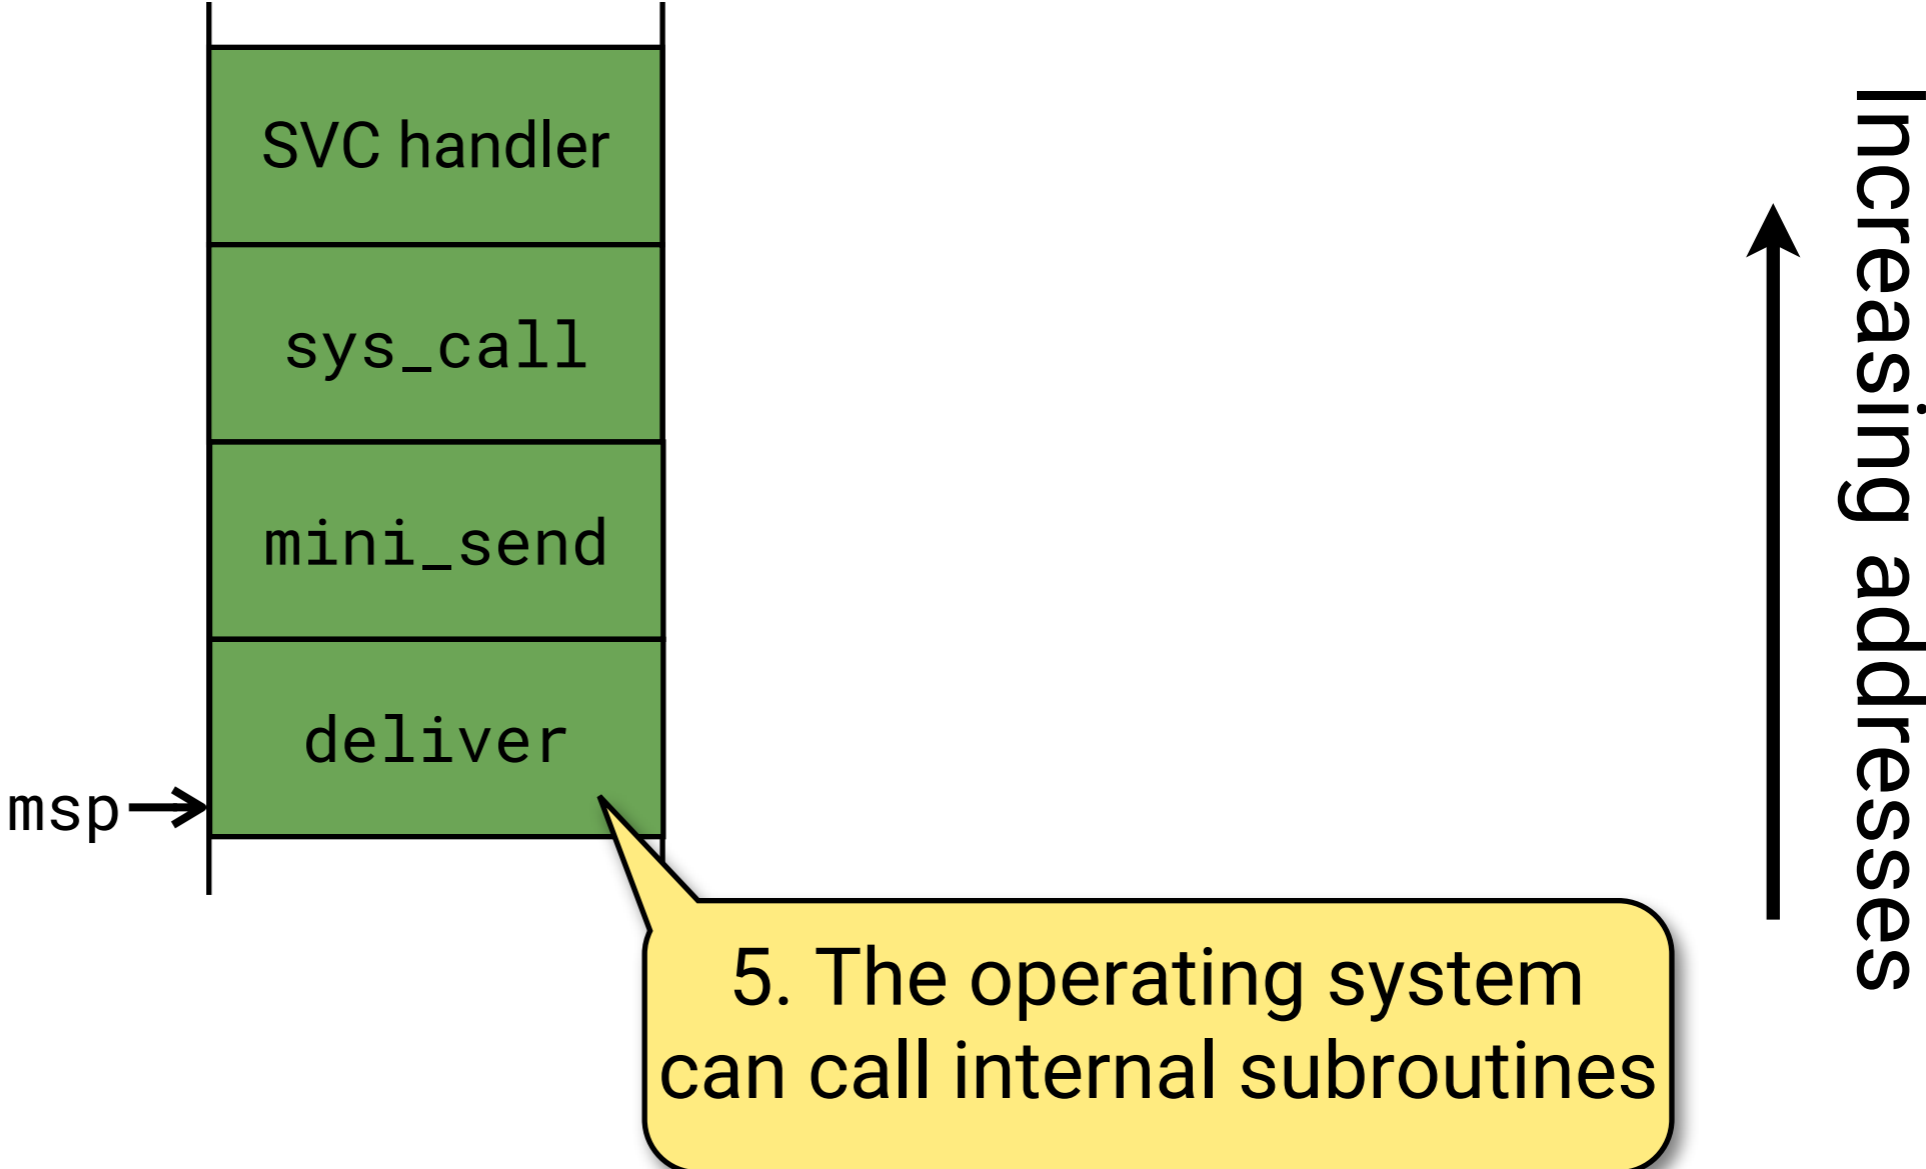 SVC handler
sys_call
mini_send
deliver
msp
5. The operating system
can call internal subroutines
Increasing addresses